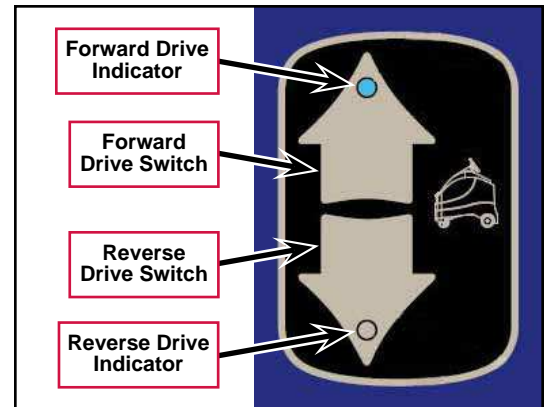 Forward Drive
Indicator
Forward
Drive Switch
Reverse
Drive Switch
Reverse Drive
Indicator